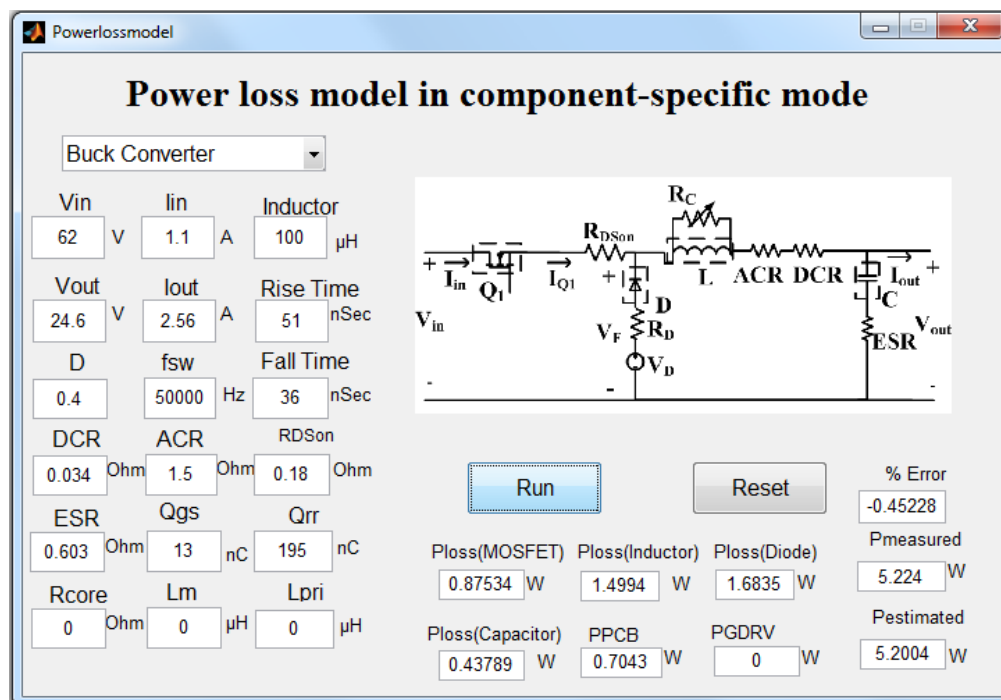 Powerlossmodel
Power loss model in component-specific mode
Buck Converter
Vin Iin Inductor
62 V 1.1 A 100 µH
Vout Iout Rise Time
24.6 V 2.56 A 51 nSec
D fsw Fall Time
0.4 50000 Hz 36 nSec
DCR ACR RDSon
0.034 Ohm 1.5 Ohm 0.18 Ohm
ESR Qgs Qrr
0.603 Ohm 13 nC 195 nC
Rcore Lm Lpri
0 Ohm 0 µH 0 µH
RC
RDSon
+ Iin Q1 IQ1 + D L ACR DCR Iout +
C
Vin VF RD ESR Vout
VD
- - -
Run Reset
% Error
-0.45228
Ploss(MOSFET) Ploss(Inductor) Ploss(Diode) Pmeasured
0.87534 W 1.4994 W 1.6835 W 5.224 W
Ploss(Capacitor) PPCB PGDRV Pestimated
0.43789 W 0.7043 W 0 W 5.2004 W